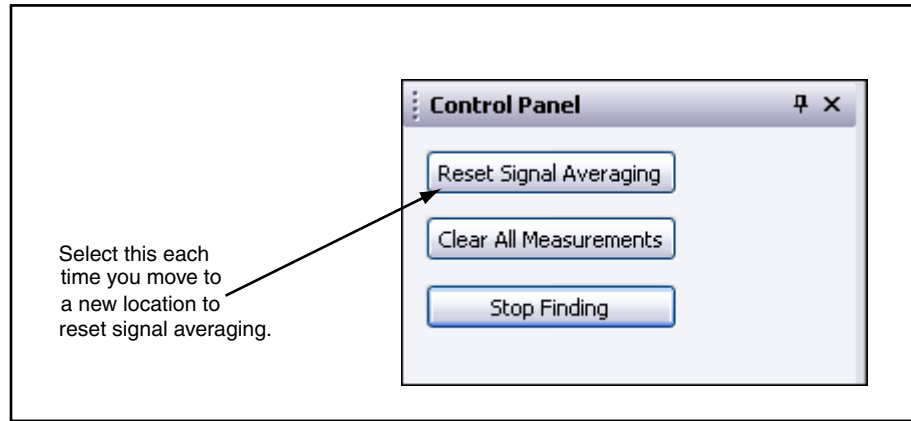 Control Panel
Reset Signal Averaging
Clear All Measurements
Stop Finding
Select this each
time you move to
a new location to
reset signal averaging.